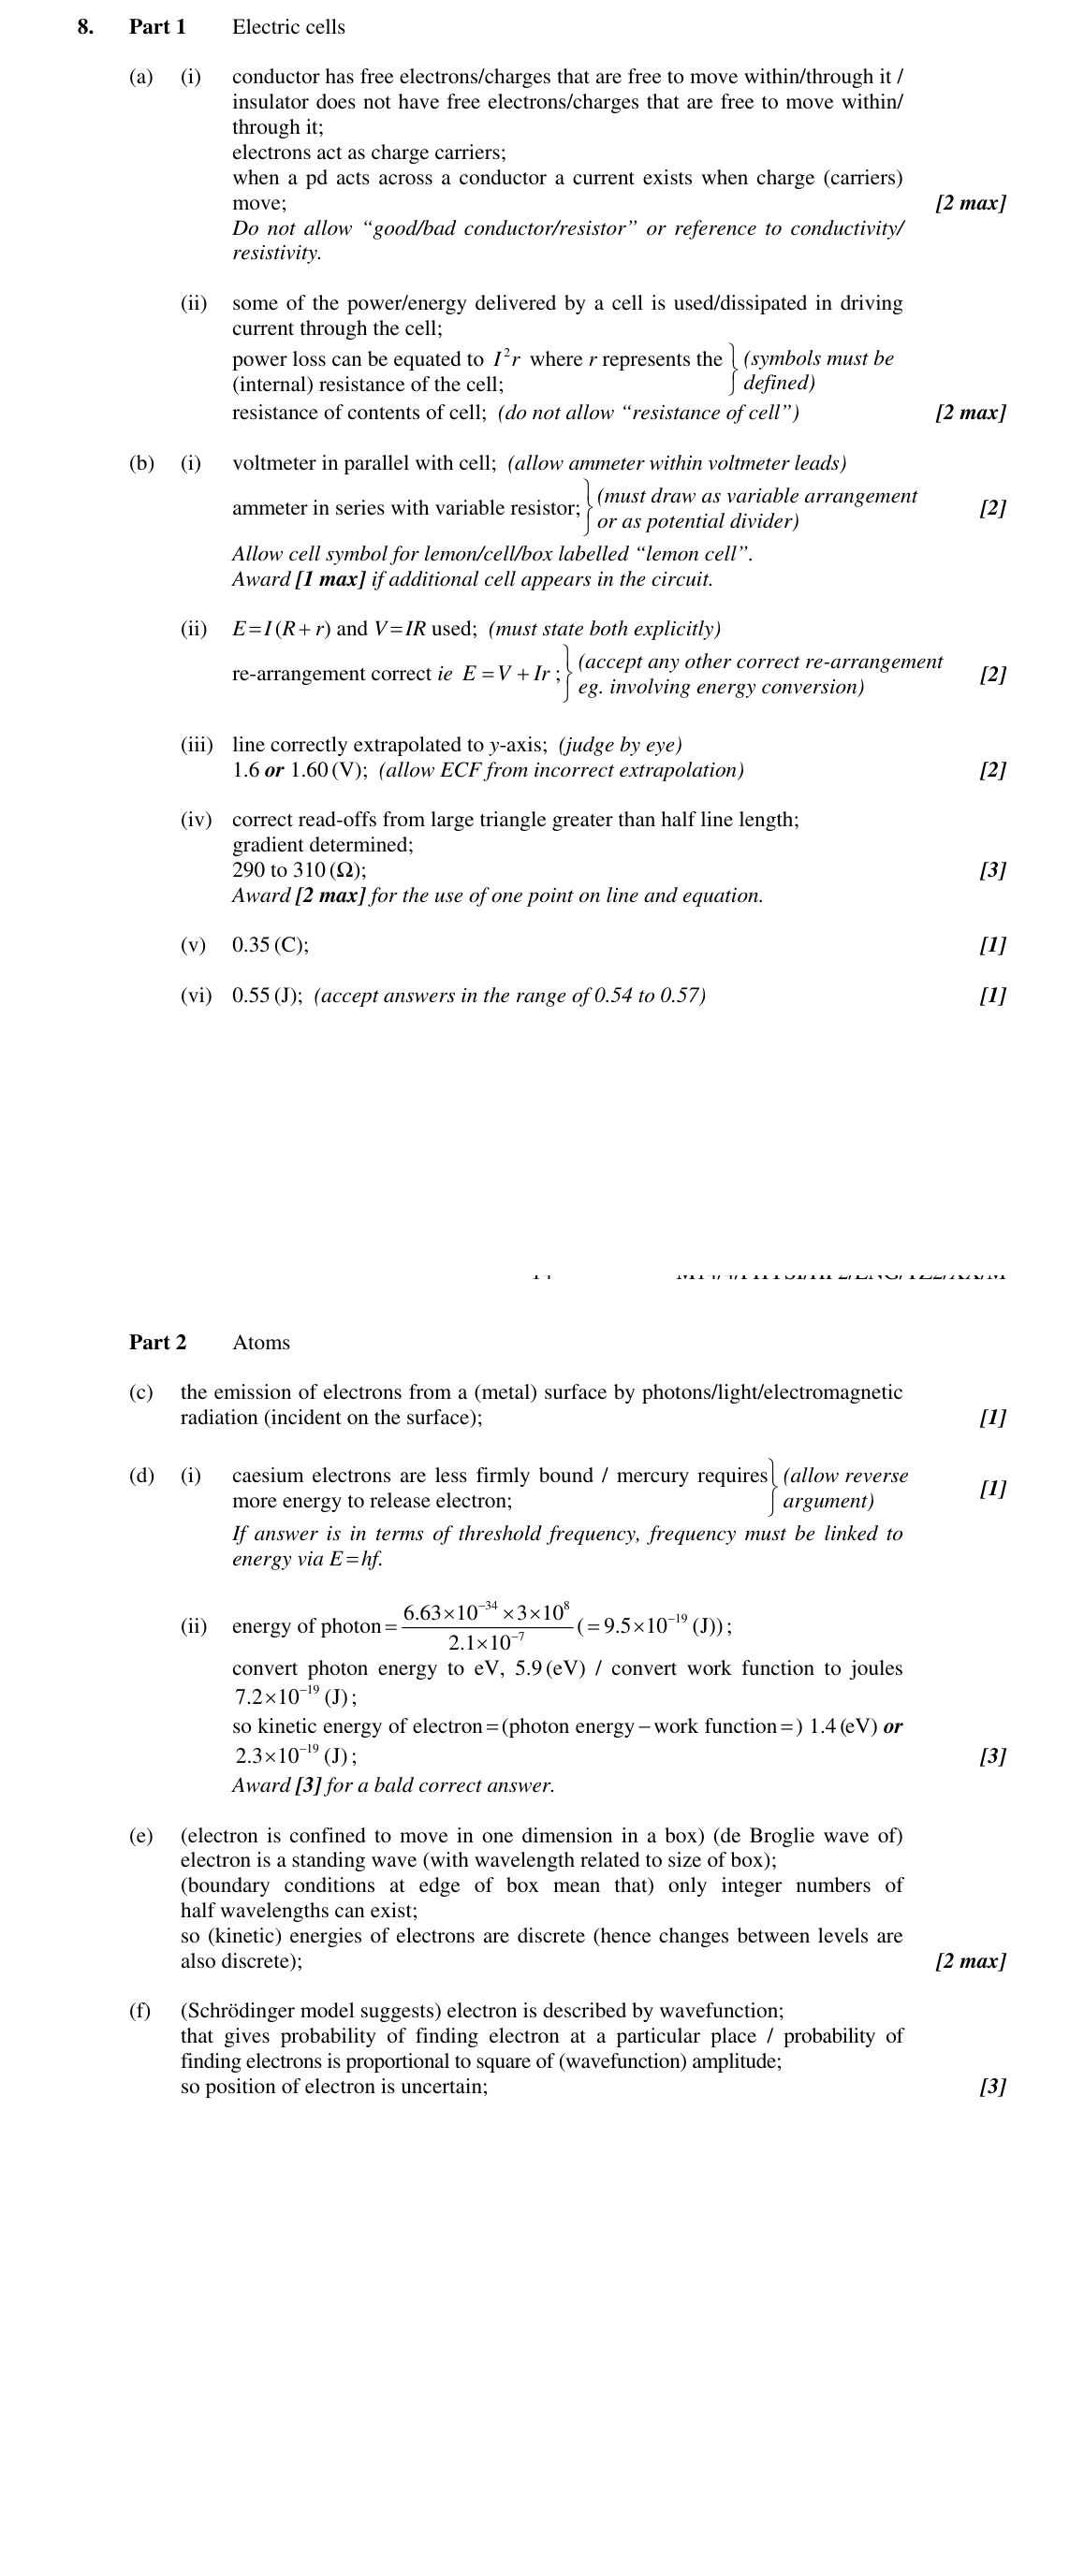 8. Part 1 Electric cells
(a) (i) conductor has free electrons/charges that are free to move within/through it /
insulator does not have free electrons/charges that are free to move within/
through it;
electrons act as charge carriers;
when a pd acts across a conductor a current exists when charge (carriers)
move; [2 max]
Do not allow “good/bad conductor/resistor” or reference to conductivity/
resistivity.
(ii) some of the power/energy delivered by a cell is used/dissipated in driving
current through the cell;
power loss can be equated to I²r where r represents the (symbols must be
(internal) resistance of the cell; defined)
resistance of contents of cell; (do not allow “resistance of cell”) [2 max]
(b) (i) voltmeter in parallel with cell; (allow ammeter within voltmeter leads)
ammeter in series with variable resistor; (must draw as variable arrangement
or as potential divider) [2]
Allow cell symbol for lemon/cell/box labelled “lemon cell”.
Award [1 max] if additional cell appears in the circuit.
(ii) E=I(R+r) and V=IR used; (must state both explicitly)
re-arrangement correct ie E=V+Ir; (accept any other correct re-arrangement
eg. involving energy conversion) [2]
(iii) line correctly extrapolated to y-axis; (judge by eye)
1.6 or 1.60(V); (allow ECF from incorrect extrapolation) [2]
(iv) correct read-offs from large triangle greater than half line length;
gradient determined;
290 to 310(Ω); [3]
Award [2 max] for the use of one point on line and equation.
(v) 0.35(C); [1]
(vi) 0.55(J); (accept answers in the range of 0.54 to 0.57) [1]
Part 2 Atoms
(c) the emission of electrons from a (metal) surface by photons/light/electromagnetic
radiation (incident on the surface); [1]
(d) (i) caesium electrons are less firmly bound / mercury requires (allow reverse
more energy to release electron; argument) [1]
If answer is in terms of threshold frequency, frequency must be linked to
energy via E=hf.
(ii) energy of photon = 6.63×10⁻³⁴×3×10⁸ / 2.1×10⁻⁷ (=9.5×10⁻¹⁹(J));
convert photon energy to eV, 5.9(eV) / convert work function to joules
7.2×10⁻¹⁹(J);
so kinetic energy of electron=(photon energy−work function=) 1.4(eV) or
2.3×10⁻¹⁹(J); [3]
Award [3] for a bald correct answer.
(e) (electron is confined to move in one dimension in a box) (de Broglie wave of)
electron is a standing wave (with wavelength related to size of box);
(boundary conditions at edge of box mean that) only integer numbers of
half wavelengths can exist;
so (kinetic) energies of electrons are discrete (hence changes between levels are
also discrete); [2 max]
(f) (Schrödinger model suggests) electron is described by wavefunction;
that gives probability of finding electron at a particular place / probability of
finding electrons is proportional to square of (wavefunction) amplitude;
so position of electron is uncertain; [3]